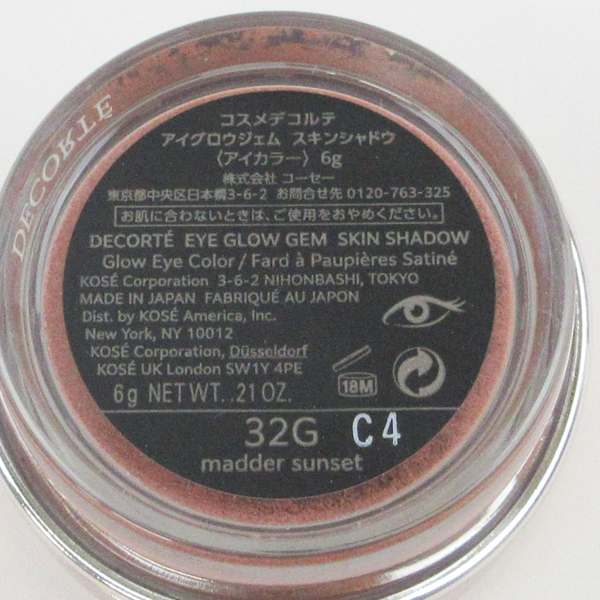 DECORTE
コスメデコルテ
アイグロウジェム スキンシャドウ
〈アイカラー〉 6g
株式会社 コーセー
東京都中央区日本橋3-6-2 お問合せ先 0120-763-325
お肌に合わないときは、ご使用をおやめください。
DECORTÉ EYE GLOW GEM SKIN SHADOW
Glow Eye Color / Fard à Paupières Satiné
KOSÉ Corporation 3-6-2 NIHONBASHI, TOKYO
MADE IN JAPAN FABRIQUÉ AU JAPON
Dist. by KOSÉ America, Inc.
New York, NY 10012
KOSÉ Corporation, Düsseldorf
KOSÉ UK London SW1Y 4PE
18M
6g NET WT. .21 OZ.
32G C4
madder sunset